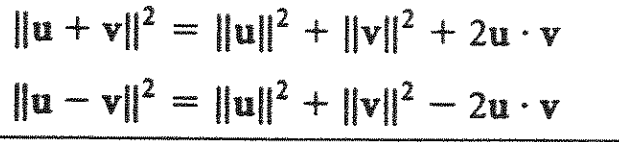 ||u + v||² = ||u||² + ||v||² + 2u · v
||u − v||² = ||u||² + ||v||² − 2u · v